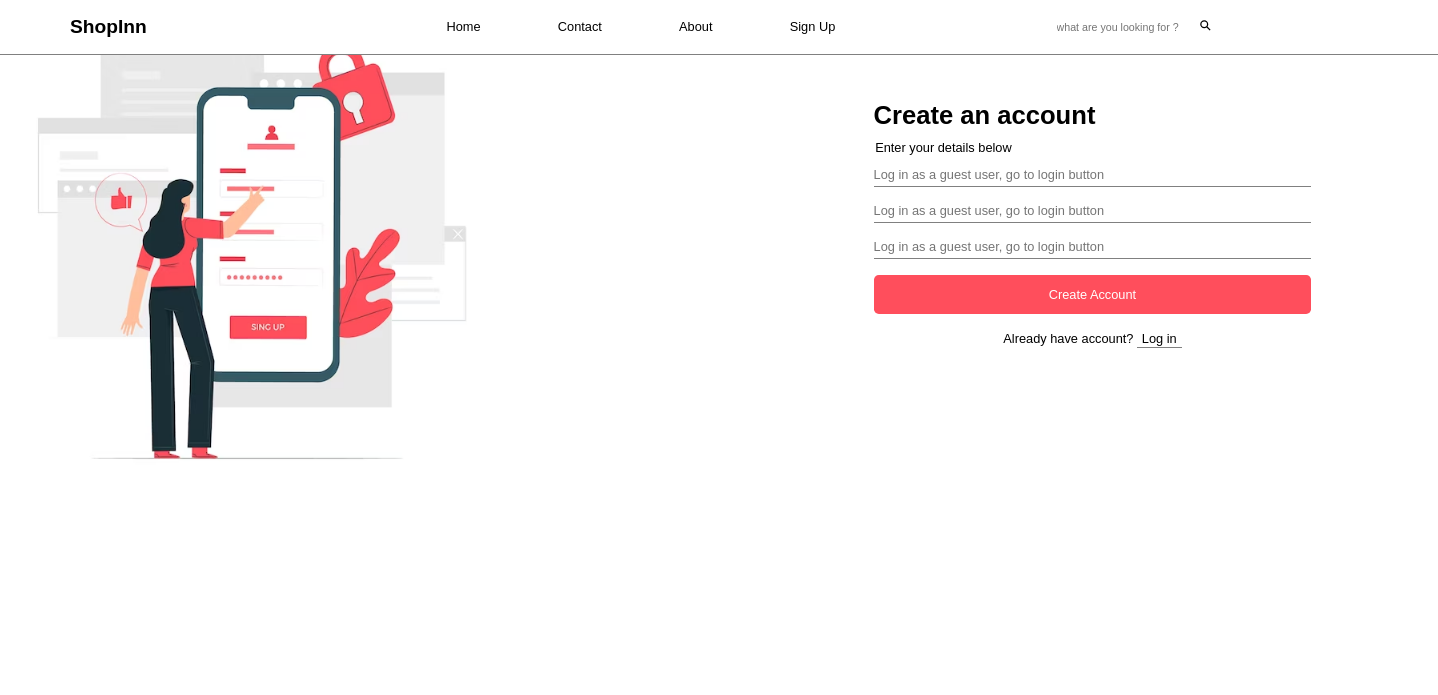 ShopInn
Home Contact About Sign Up
what are you looking for ?
SING UP
Create an account
Enter your details below
Log in as a guest user, go to login button
Log in as a guest user, go to login button
Log in as a guest user, go to login button
Create Account
Already have account? Log in